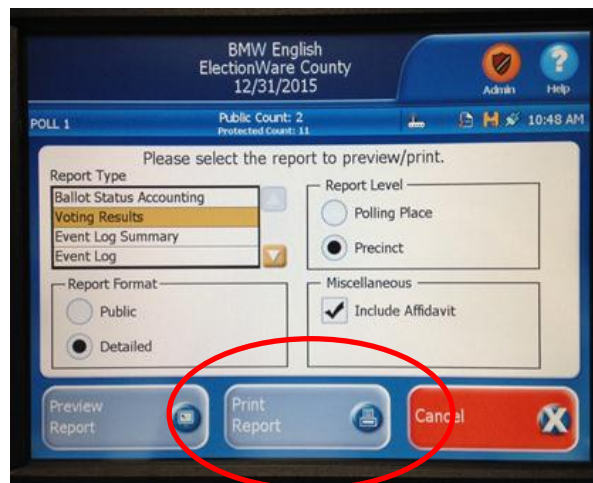 BMW English
ElectionWare County
12/31/2015
Admin
Help
POLL 1
Public Count: 2
Protected Count: 11
10:48 AM
Please select the report to preview/print.
Report Type
Ballot Status Accounting
Voting Results
Event Log Summary
Event Log
Report Level
Polling Place
Precinct
Report Format
Public
Detailed
Miscellaneous
Include Affidavit
Preview
Report
Print
Report
Cancel